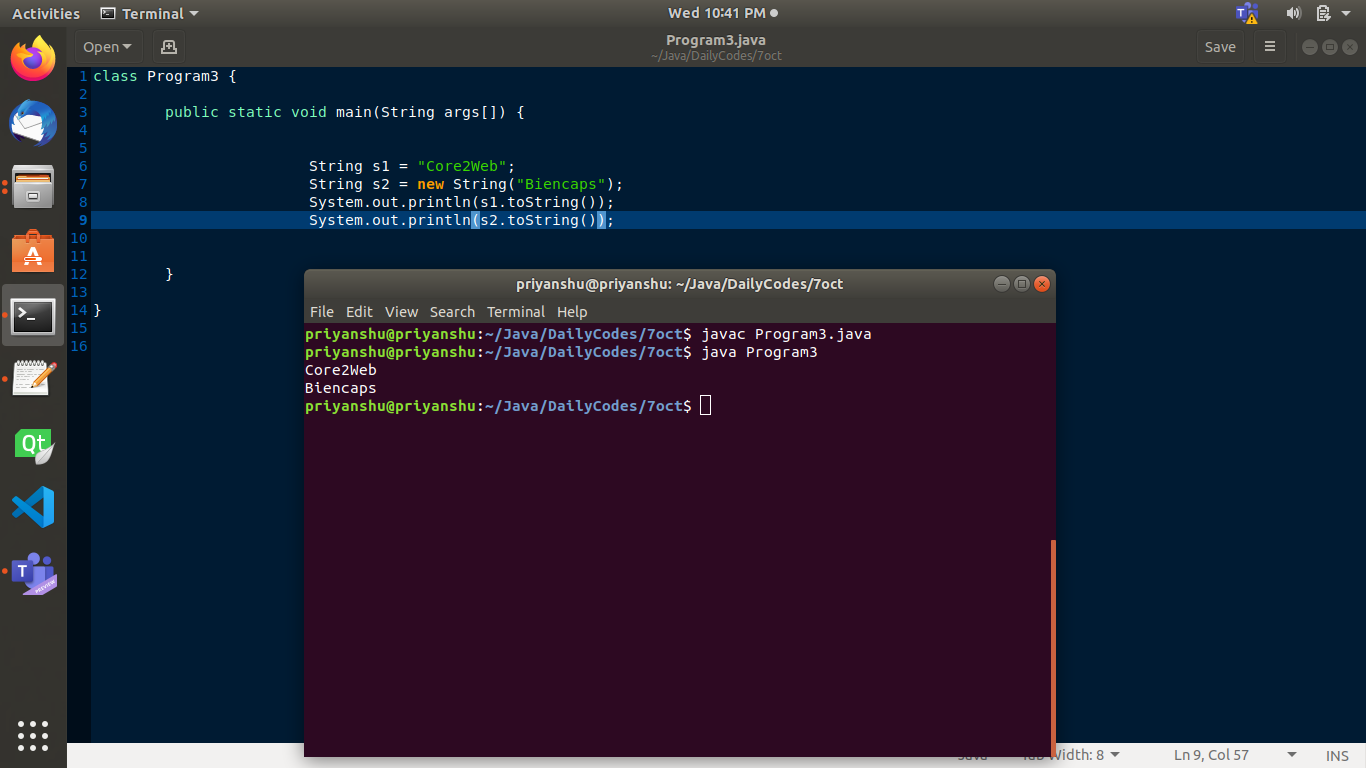 Activities Terminal Wed 10:41 PM
Open Program3.java Save
~/Java/DailyCodes/7oct
1 class Program3 {
2
3 public static void main(String args[]) {
4
5
6 String s1 = "Core2Web";
7 String s2 = new String("Biencaps");
8 System.out.println(s1.toString());
9 System.out.println(s2.toString());
10
11
12 }
13
14 }
15
16
priyanshu@priyanshu: ~/Java/DailyCodes/7oct
File Edit View Search Terminal Help
priyanshu@priyanshu:~/Java/DailyCodes/7oct$ javac Program3.java
priyanshu@priyanshu:~/Java/DailyCodes/7oct$ java Program3
Core2Web
Biencaps
priyanshu@priyanshu:~/Java/DailyCodes/7oct$
Qt
T
PREVIEW
Width: 8 Ln 9, Col 57 INS